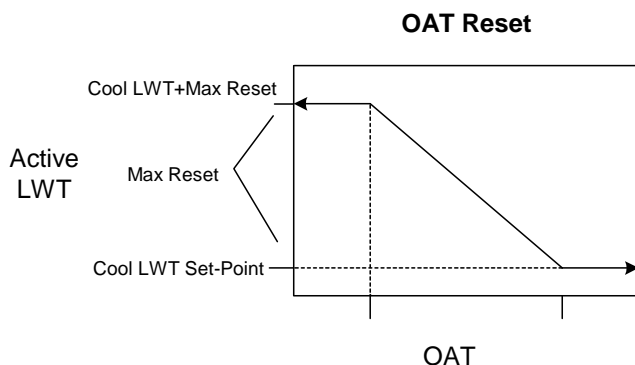 OAT Reset
Cool LWT+Max Reset
Active
LWT
Max Reset
Cool LWT Set-Point
OAT